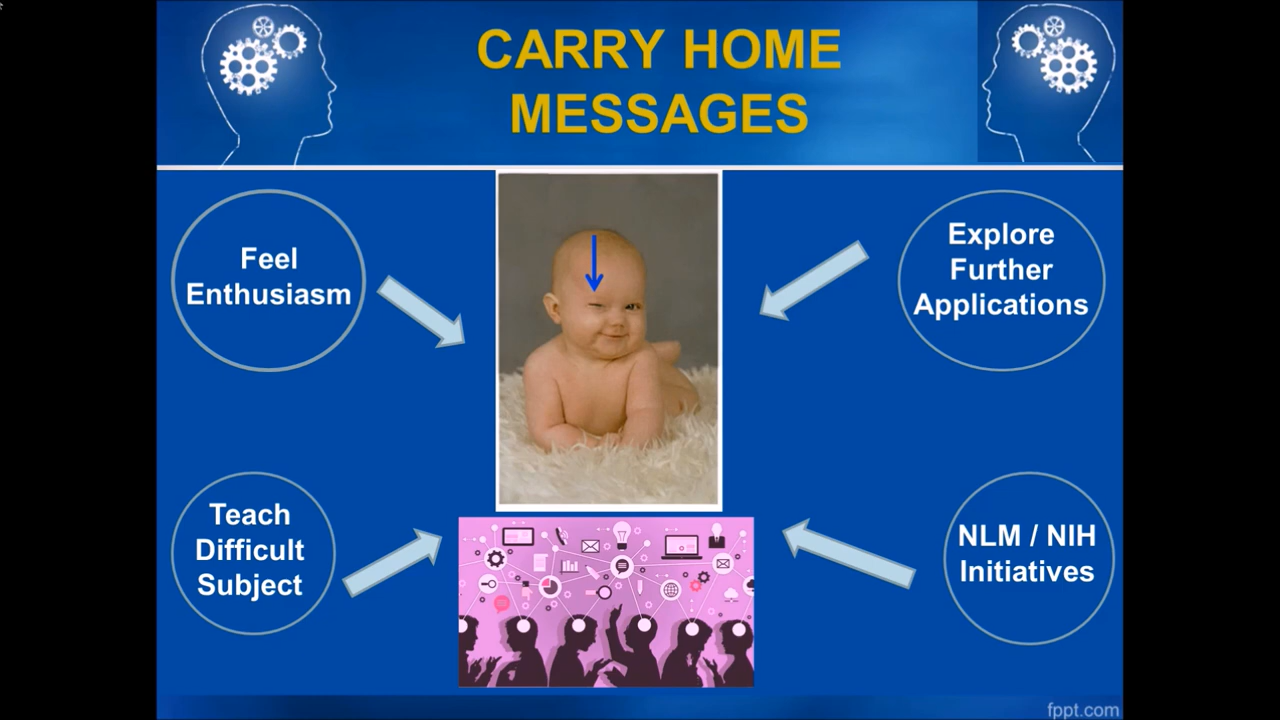 CARRY HOME
MESSAGES
Feel
Enthusiasm
Explore
Further
Applications
Teach
Difficult
Subject
NLM / NIH
Initiatives
fppt.com